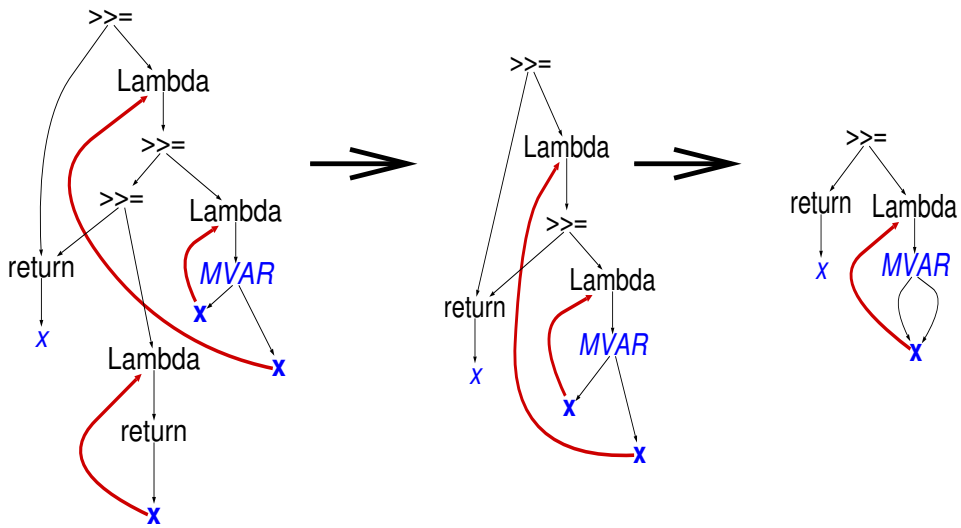 >>=
Lambda
>>=
>>=
Lambda
return
MVAR
x
x
Lambda
x
return
x
>>=
Lambda
>>=
return
Lambda
MVAR
x
x
x
>>=
return
Lambda
x
MVAR
x